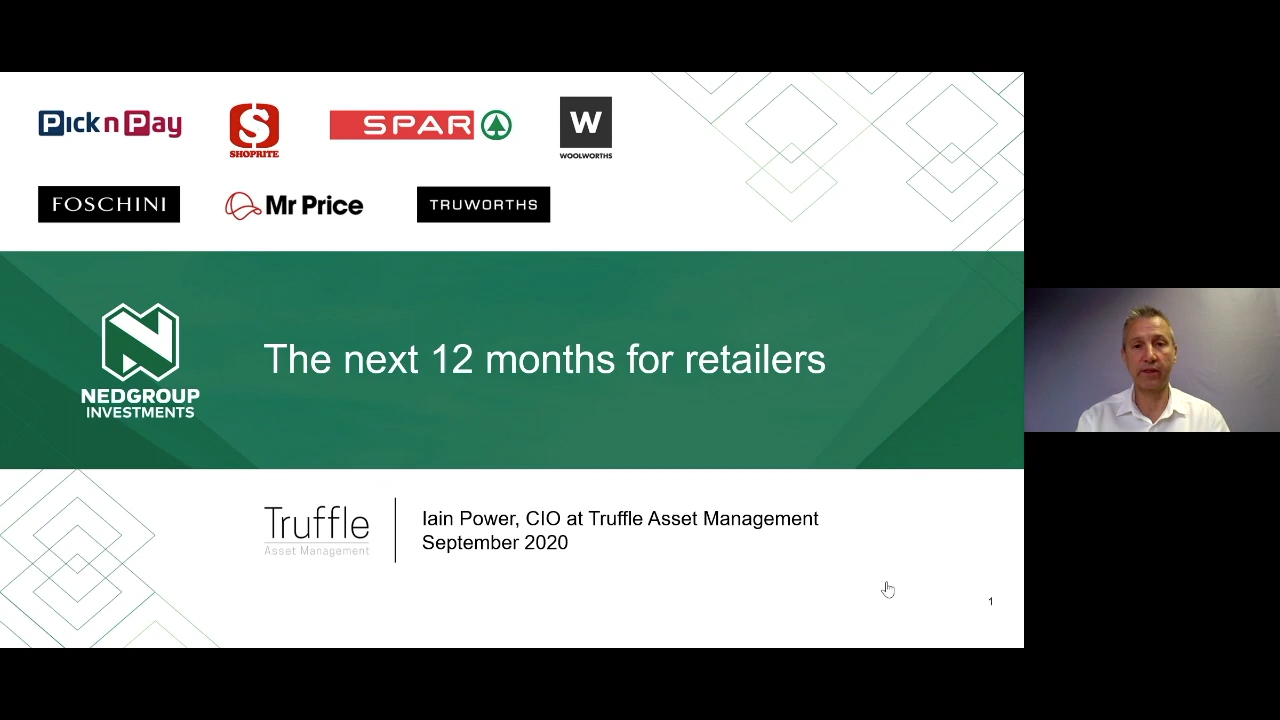 Pick n Pay
SHOPRITE
SPAR
W
WOOLWORTHS
FOSCHINI
Mr Price
TRUWORTHS
NEDGROUP
INVESTMENTS
The next 12 months for retailers
Truffle
Asset Management
Iain Power, CIO at Truffle Asset Management
September 2020
1